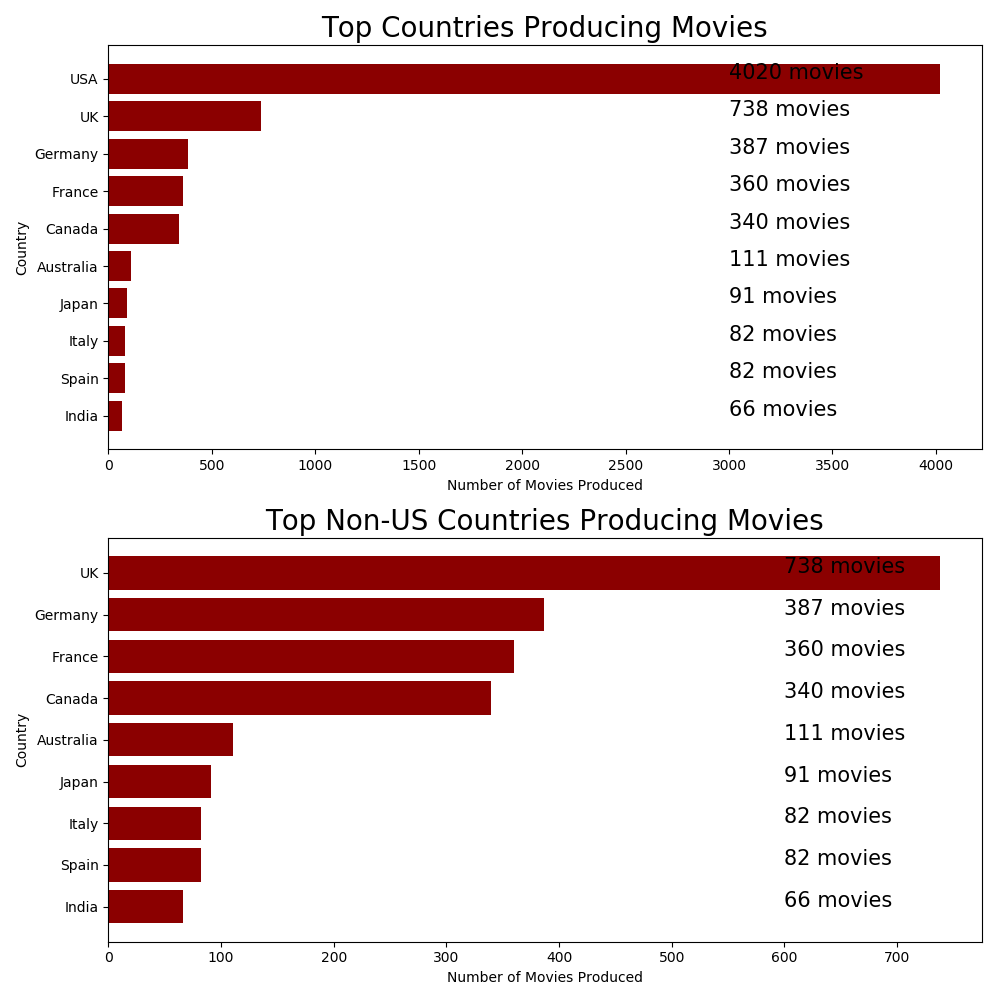 Top Countries Producing Movies
USA 4020 movies
UK 738 movies
Germany 387 movies
France 360 movies
Canada 340 movies
Australia 111 movies
Japan 91 movies
Italy 82 movies
Spain 82 movies
India 66 movies
Country
0 500 1000 1500 2000 2500 3000 3500 4000
Number of Movies Produced
Top Non-US Countries Producing Movies
UK 738 movies
Germany 387 movies
France 360 movies
Canada 340 movies
Australia 111 movies
Japan 91 movies
Italy 82 movies
Spain 82 movies
India 66 movies
Country
0 100 200 300 400 500 600 700
Number of Movies Produced